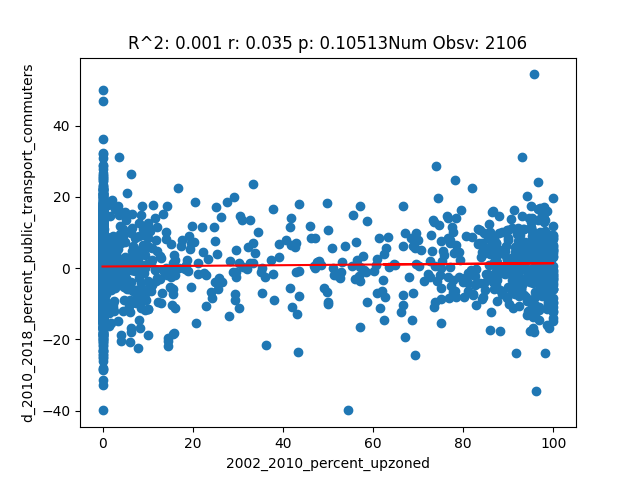 R^2: 0.001 r: 0.035 p: 0.10513Num Obsv: 2106
d_2010_2018_percent_public_transport_commuters
40
20
0
−20
−40
0 20 40 60 80 100
2002_2010_percent_upzoned